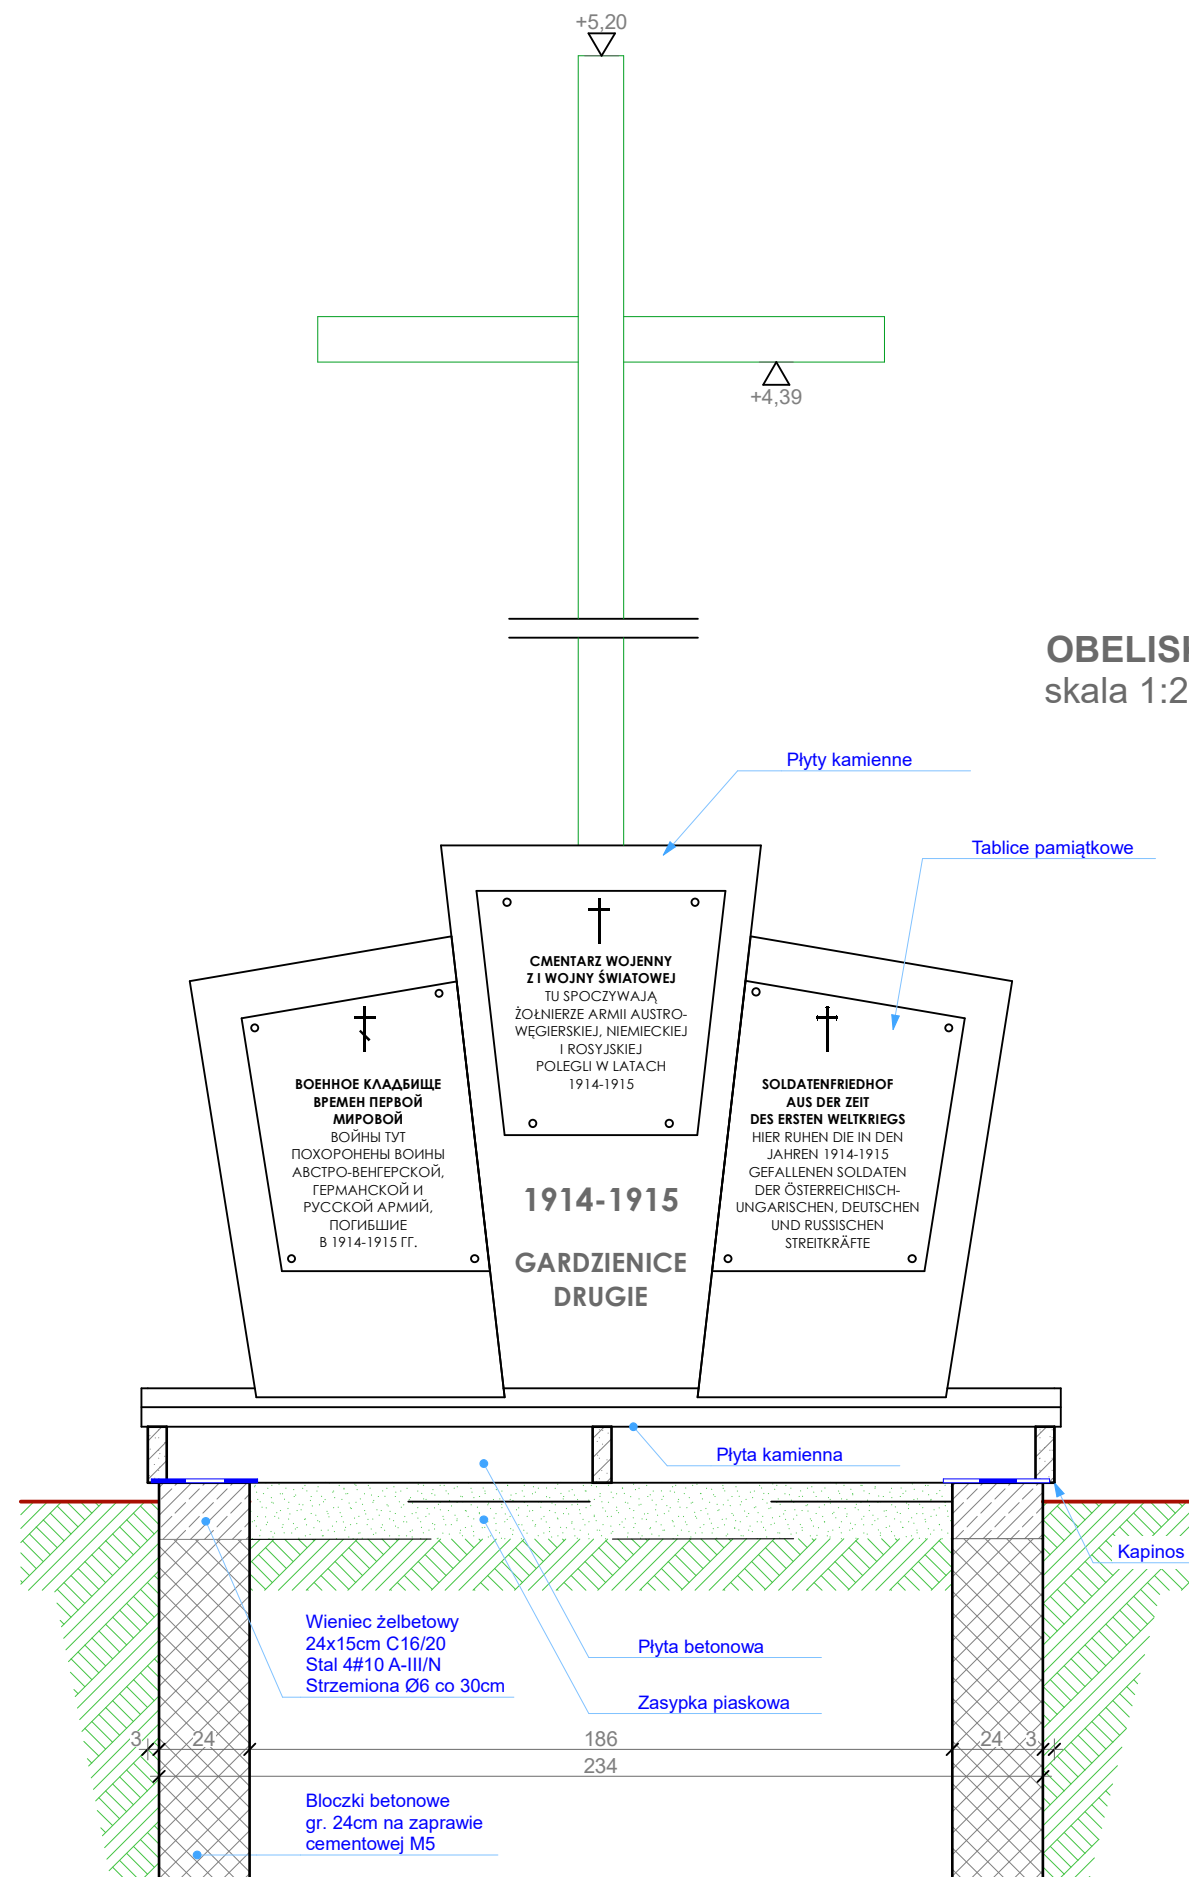 +5,20
+4,39
OBELISK
skala 1:2
Płyty kamienne
Tablice pamiątkowe
CMENTARZ WOJENNY
Z I WOJNY ŚWIATOWEJ
TU SPOCZYWAJĄ
ŻOŁNIERZE ARMII AUSTRO-
WĘGIERSKIEJ, NIEMIECKIEJ
I ROSYJSKIEJ
POLEGLI W LATACH
1914-1915
ВОЕННОЕ КЛАДБИЩЕ
ВРЕМЕН ПЕРВОЙ
МИРОВОЙ
ВОЙНЫ ТУТ
ПОХОРОНЕНЫ ВОИНЫ
АВСТРО-ВЕНГЕРСКОЙ,
ГЕРМАНСКОЙ И
РУССКОЙ АРМИЙ,
ПОГИБШИЕ
В 1914-1915 ГГ.
SOLDATENFRIEDHOF
AUS DER ZEIT
DES ERSTEN WELTKRIEGS
HIER RUHEN DIE IN DEN
JAHREN 1914-1915
GEFALLENEN SOLDATEN
DER ÖSTERREICHISCH-
UNGARISCHEN, DEUTSCHEN
UND RUSSISCHEN
STREITKRÄFTE
1914-1915
GARDZIENICE
DRUGIE
Płyta kamienna
Kapinos
Wieniec żelbetowy
24x15cm C16/20
Stal 4#10 A-III/N
Strzemiona Ø6 co 30cm
Płyta betonowa
Zasypka piaskowa
3 24 186 24 3
234
Bloczki betonowe
gr. 24cm na zaprawie
cementowej M5